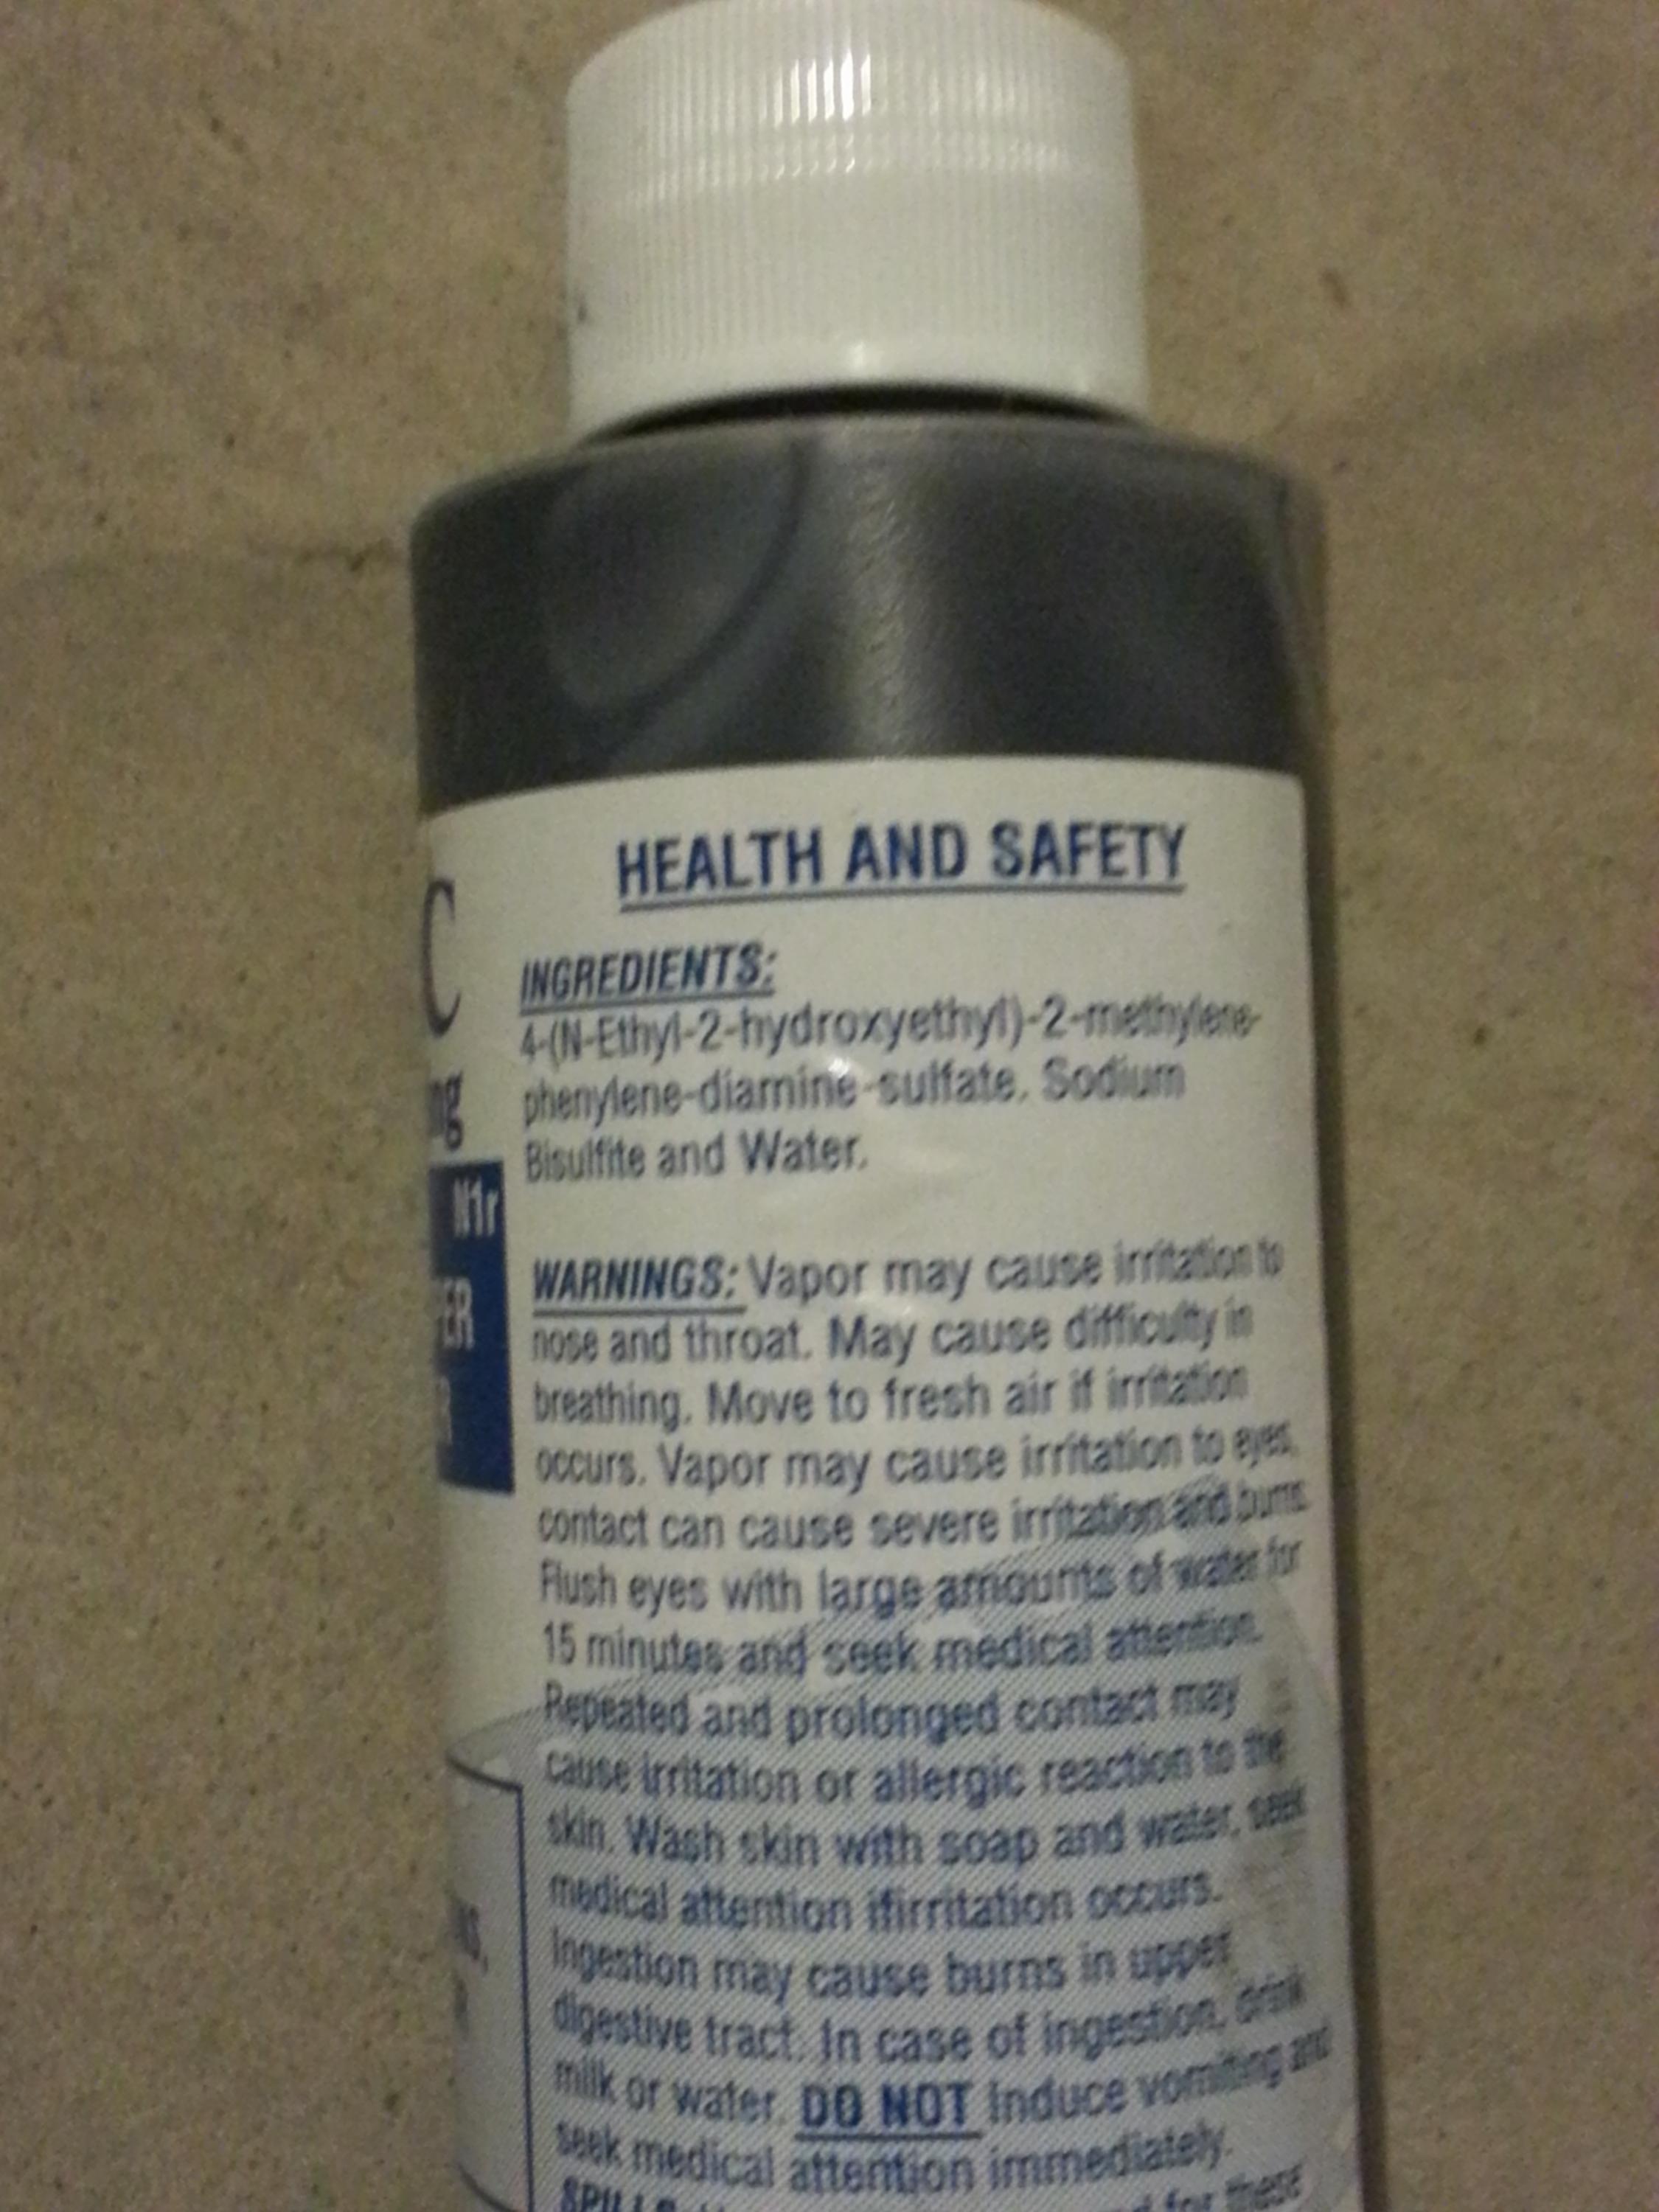 HEALTH AND SAFETY
INGREDIENTS:
4-(N-Ethyl-2-hydroxyethyl)-2-methylene-
phenylene-diamine-sulfate. Sodium
Bisulfite and Water.
WARNINGS: Vapor may cause irritation to
nose and throat. May cause difficulty in
breathing. Move to fresh air if irritation
occurs. Vapor may cause irritation to eyes,
contact can cause severe irritation and burns.
Flush eyes with large amounts of water for
15 minutes and seek medical attention.
Repeated and prolonged contact may
cause irritation or allergic reaction to the
skin. Wash skin with soap and water, seek
medical attention ifirritation occurs.
Ingestion may cause burns in upper
digestive tract. In case of ingestion, drink
milk or water. DO NOT Induce vomiting and
seek medical attention immediately.
SPILLS: for these
C
ng
N1r
ER
R